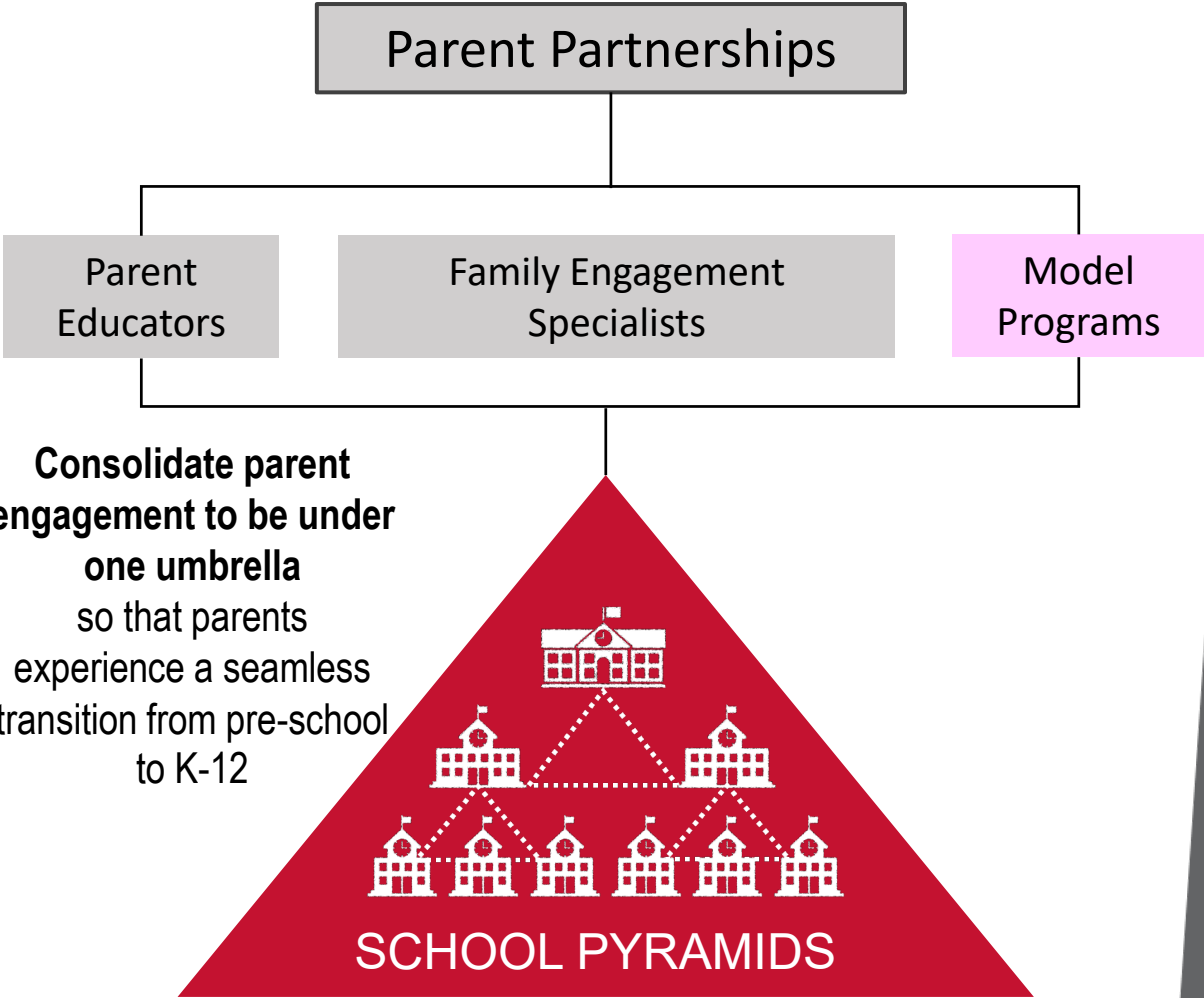 Parent Partnerships
Parent
Educators
Family Engagement
Specialists
Model
Programs
Consolidate parent
engagement to be under
one umbrella
so that parents
experience a seamless
transition from pre-school
to K-12
SCHOOL PYRAMIDS